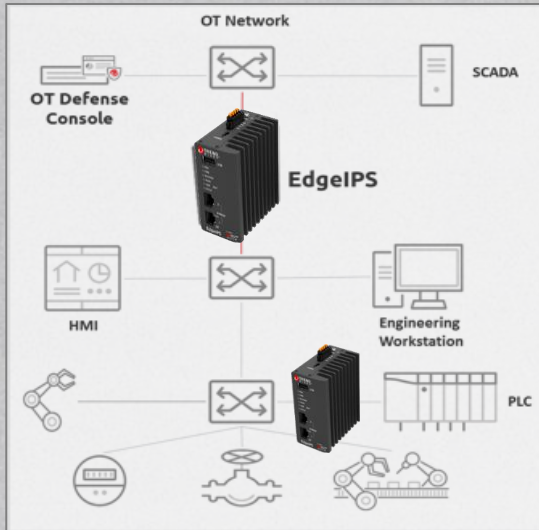 OT Network
OT Defense
Console
SCADA
EdgeIPS
HMI
Engineering
Workstation
PLC